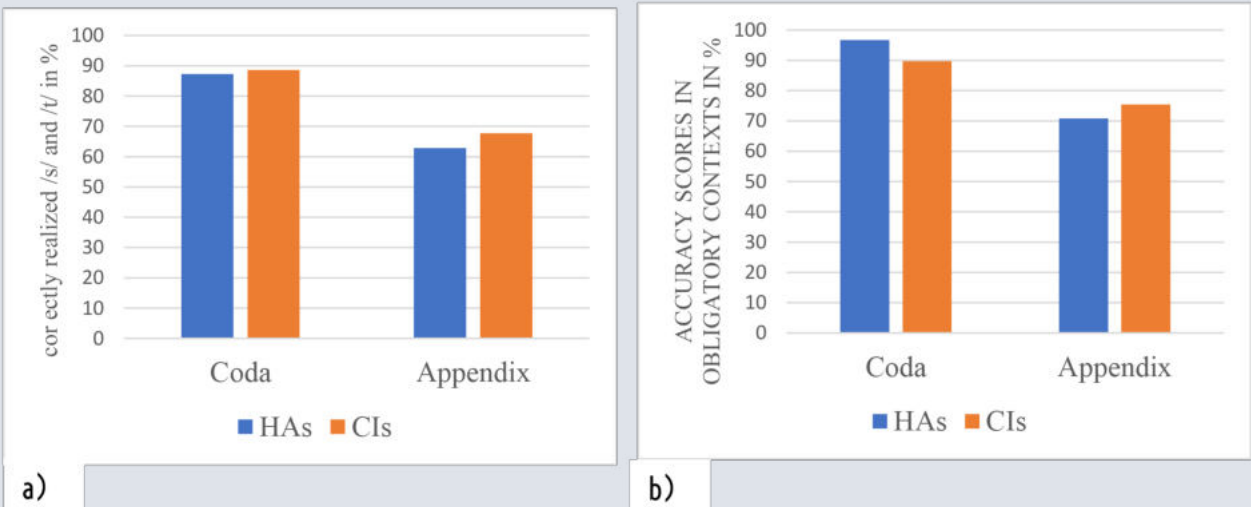 cor ectly realized /s/ and /t/ in %
100
90
80
70
60
50
40
30
20
10
0
Coda Appendix
HAs CIs
a)
ACCURACY SCORES IN
OBLIGATORY CONTEXTS IN %
100
90
80
70
60
50
40
30
20
10
0
Coda Appendix
HAs CIs
b)